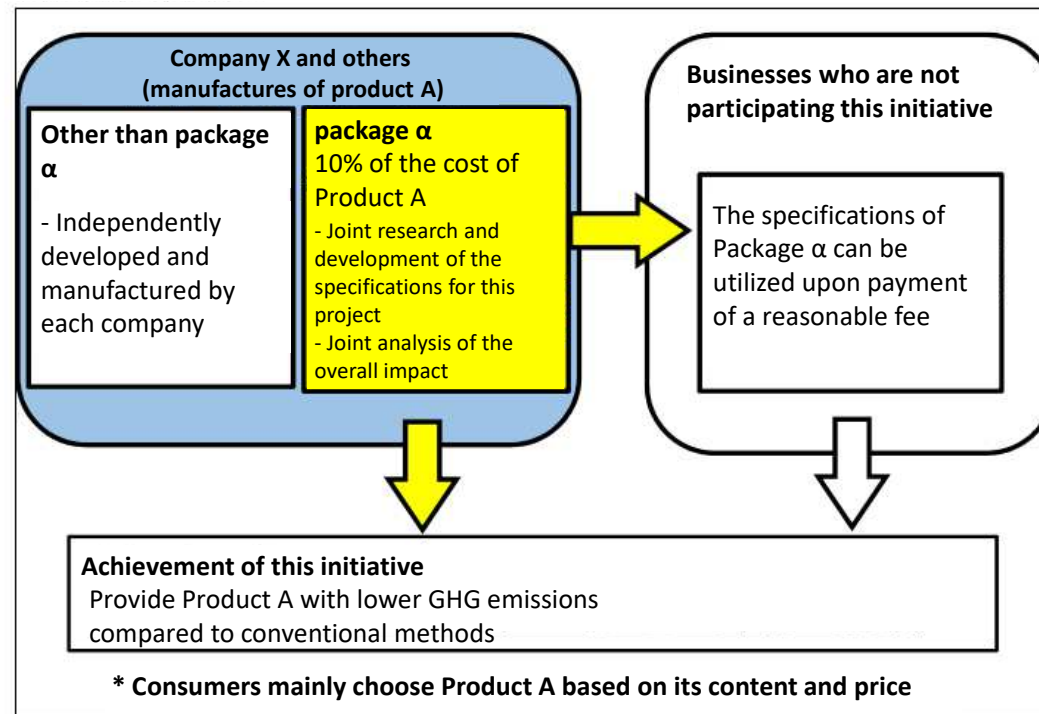 Company X and others
(manufactures of product A)
Other than package
α
- Independently
developed and
manufactured by
each company
package α
10% of the cost of
Product A
- Joint research and
development of the
specifications for this
project
- Joint analysis of the
overall impact
Businesses who are not
participating this initiative
The specifications of
Package α can be
utilized upon payment
of a reasonable fee
Achievement of this initiative
Provide Product A with lower GHG emissions
compared to conventional methods
* Consumers mainly choose Product A based on its content and price